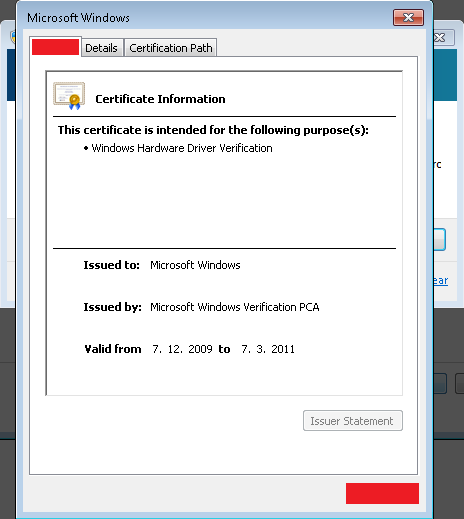 Microsoft Windows
Details
Certification Path
Certificate Information
This certificate is intended for the following purpose(s):
• Windows Hardware Driver Verification
rc
Issued to: Microsoft Windows
ear
Issued by: Microsoft Windows Verification PCA
Valid from 7. 12. 2009 to 7. 3. 2011
Issuer Statement